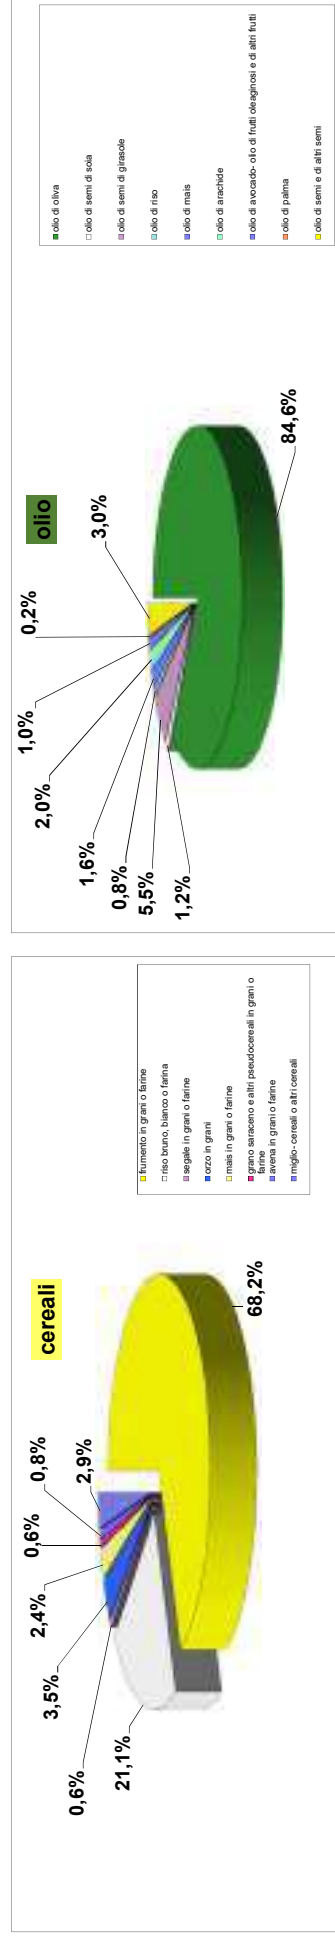 cereali
0,6%
3,5%
2,4%
0,6%
0,8%
2,9%
21,1%
68,2%
frumento in grani o farine
riso bruno, bianco o farina
segale in grani o farine
orzo in grani
mais in grani o farine
grano saraceno e altri pseudocereali in grani o
farine
avena in grani o farine
miglio- cereali o altri cereali
olio
1,2%
5,5%
0,8%
1,6%
2,0%
1,0%
0,2%
3,0%
84,6%
olio di oliva
olio di semi di soia
olio di semi di girasole
olio di riso
olio di mais
olio di arachide
olio di avocado- olio di frutti oleaginosi e di altri frutti
olio di palma
olio di semi e di altri semi